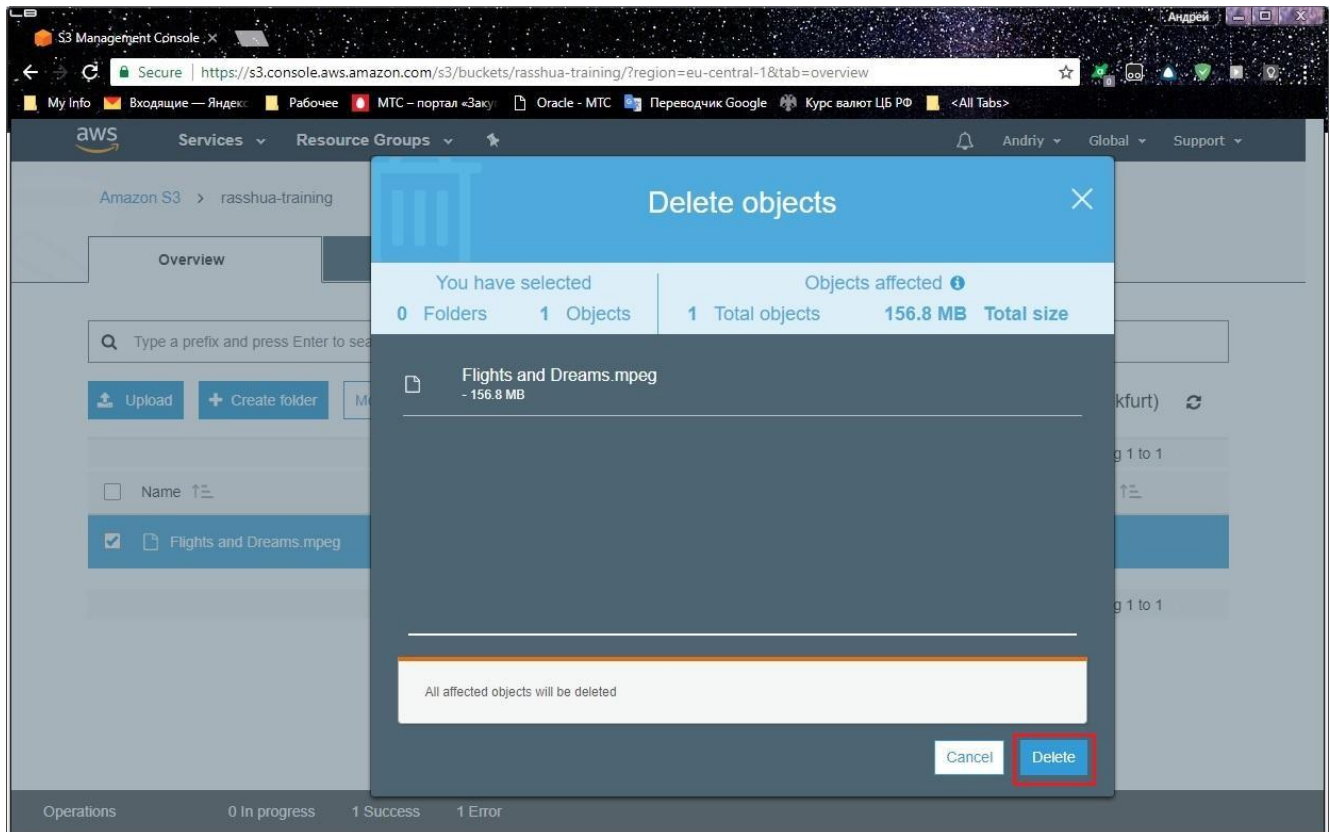 Андрей
S3 Management Console
Secure | https://s3.console.aws.amazon.com/s3/buckets/rasshua-training/?region=eu-central-1&tab=overview
My Info Входящие — Яндекс Рабочее МТС – портал «Заку Oracle - МТС Переводчик Google Курс валют ЦБ РФ <All Tabs>
aws Services Resource Groups Andriy Global Support
Amazon S3 > rasshua-training
Overview
Delete objects
You have selected Objects affected
0 Folders 1 Objects 1 Total objects 156.8 MB Total size
Type a prefix and press Enter to sea
Flights and Dreams.mpeg
- 156.8 MB
Upload + Create folder Mo kfurt)
g 1 to 1
Name
Flights and Dreams.mpeg
g 1 to 1
All affected objects will be deleted
Cancel Delete
Operations 0 In progress 1 Success 1 Error